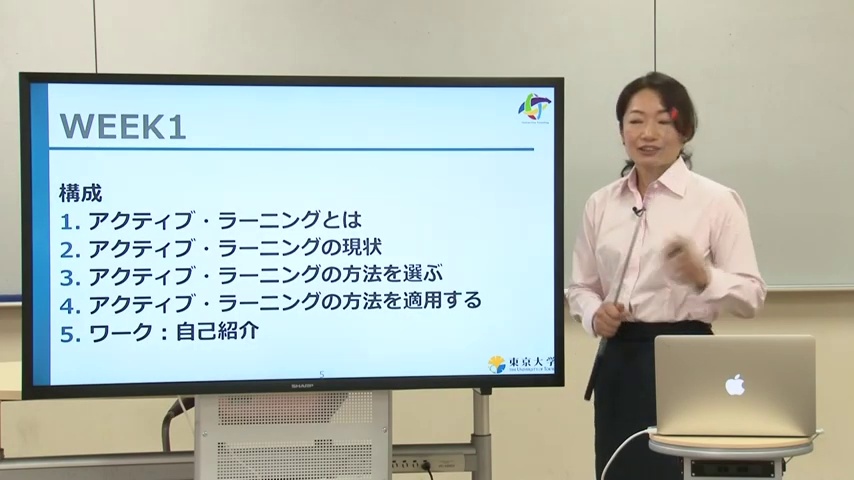 WEEK1
構成
1. アクティブ・ラーニングとは
2. アクティブ・ラーニングの現状
3. アクティブ・ラーニングの方法を選ぶ
4. アクティブ・ラーニングの方法を適用する
5. ワーク：自己紹介
5
東京大学
SHARP